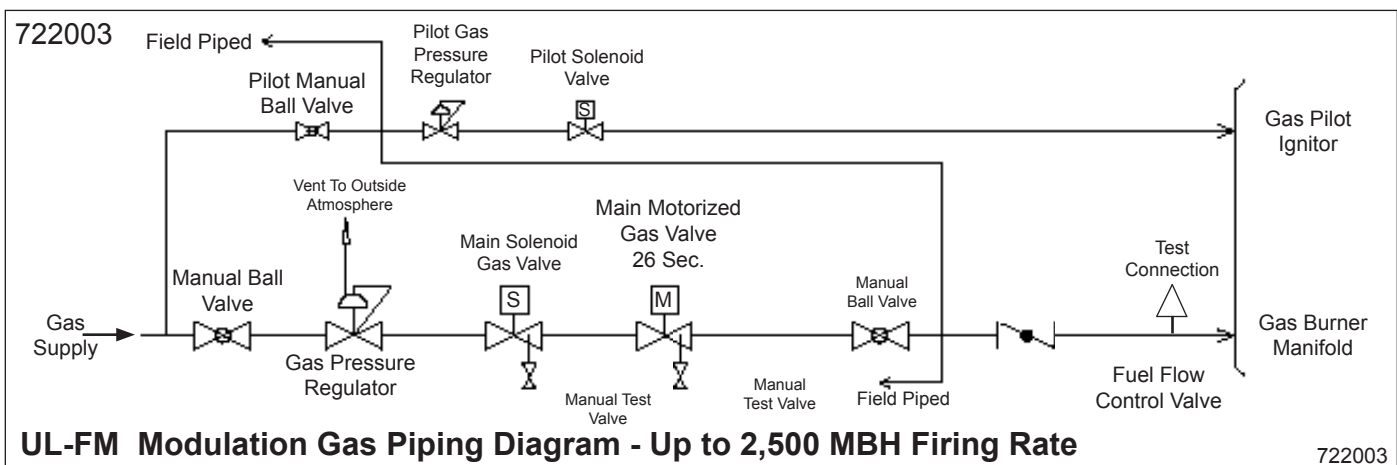 722003
Field Piped
Pilot Gas
Pressure
Regulator
Pilot Solenoid
Valve
Pilot Manual
Ball Valve
S
Gas Pilot
Ignitor
Vent To Outside
Atmosphere
Main Solenoid
Gas Valve
Main Motorized
Gas Valve
26 Sec.
Test
Connection
Manual Ball
Valve
Manual
Ball Valve
S
M
Gas
Supply
Gas Pressure
Regulator
Gas Burner
Manifold
Manual Test
Valve
Manual
Test Valve
Field Piped
Fuel Flow
Control Valve
UL-FM Modulation Gas Piping Diagram - Up to 2,500 MBH Firing Rate
722003